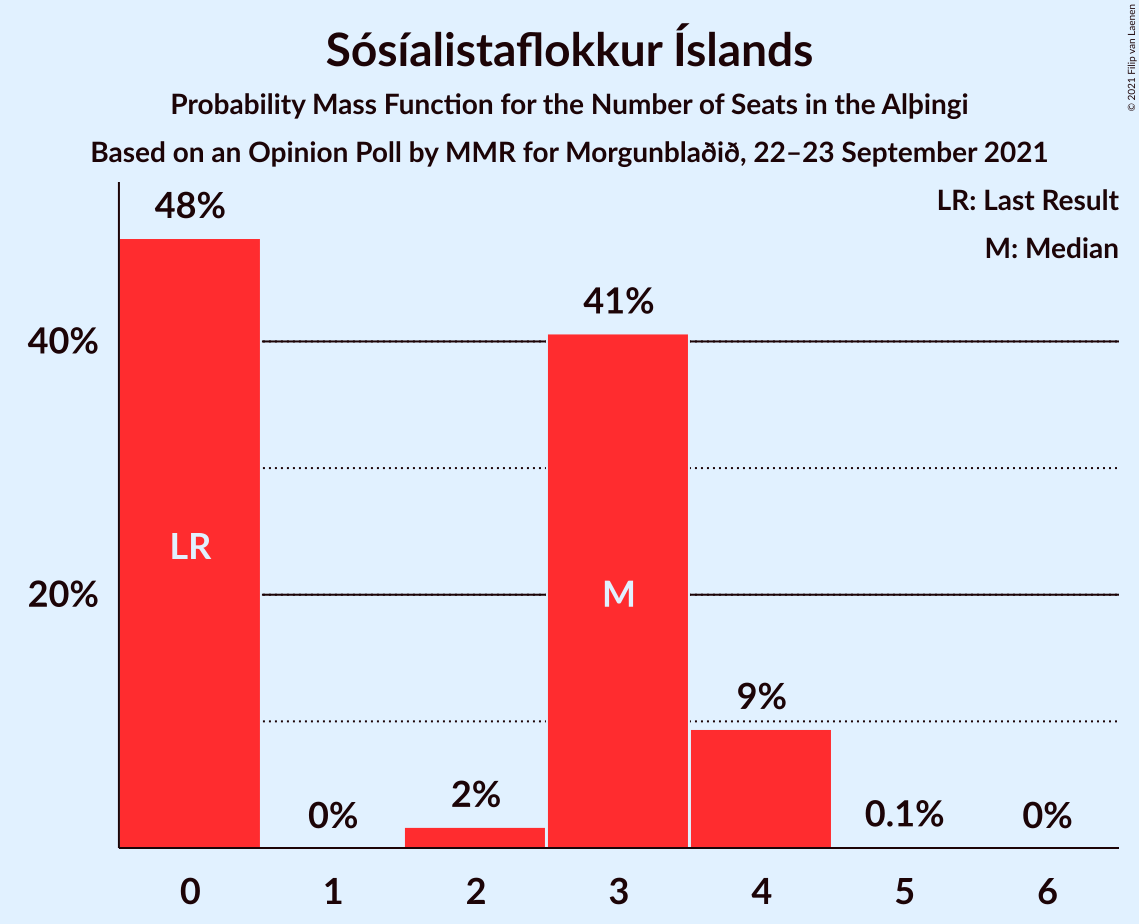 Sósíalistaflokkur Íslands
Probability Mass Function for the Number of Seats in the Alþingi
Based on an Opinion Poll by MMR for Morgunblaðið, 22–23 September 2021
© 2021 Filip van Laenen
LR: Last Result
M: Median
48%
41%
40%
LR
20%
M
9%
2%
0%
0.1%
0%
0 1 2 3 4 5 6